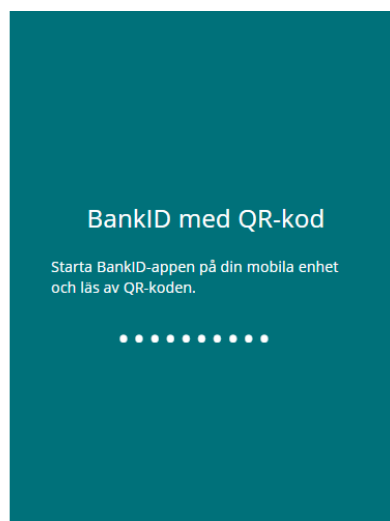 BankID med QR-kod
Starta BankID-appen på din mobila enhet
och läs av QR-koden.